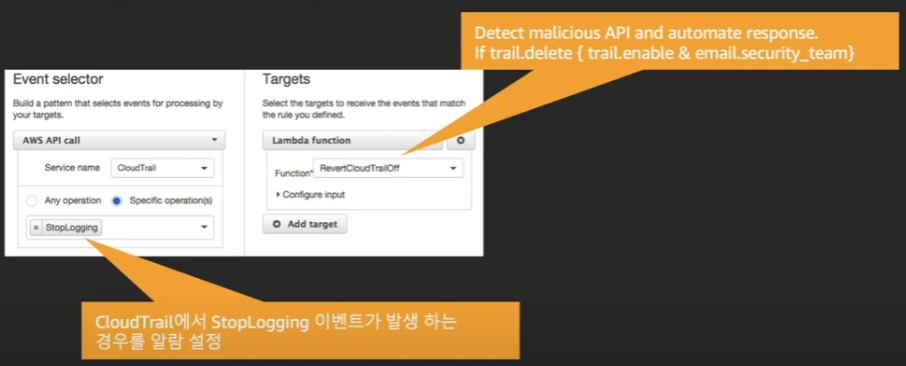 Detect malicious API and automate response.
If trail.delete { trail.enable & email.security_team}
Event selector
Build a pattern that selects events for processing by
your targets.
AWS API call
Service name
CloudTrail
Any operation
Specific operation(s)
× StopLogging
Targets
Select the targets to receive the events that match
the rule you defined.
Lambda function
Function*
RevertCloudTrailOff
Configure input
Add target
CloudTrail에서 StopLogging 이벤트가 발생 하는
경우를 알람 설정